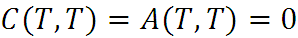 𝐶(𝑇,𝑇) = 𝐴(𝑇,𝑇) = 0